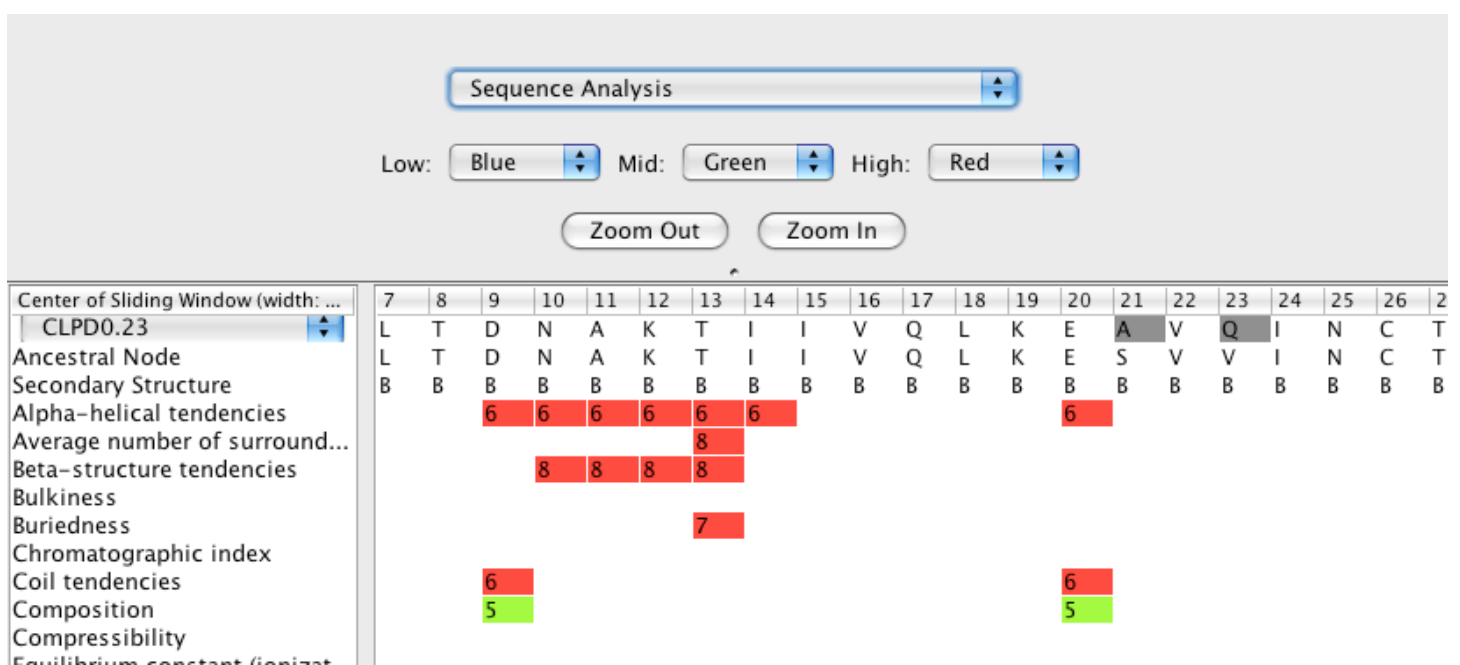 Sequence Analysis
Low: Blue Mid: Green High: Red
Zoom Out Zoom In
Center of Sliding Window (width: ... 7 8 9 10 11 12 13 14 15 16 17 18 19 20 21 22 23 24 25 26 2
CLPD0.23 L T D N A K T I I V Q L K E A V Q I N C T
Ancestral Node L T D N A K T I I V Q L K E S V V I N C T
Secondary Structure B B B B B B B B B B B B B B B B B B B B B
Alpha-helical tendencies 6 6 6 6 6 6 6
Average number of surround... 8
Beta-structure tendencies 8 8 8 8
Bulkiness
Buriedness 7
Chromatographic index
Coil tendencies 6 6
Composition 5 5
Compressibility
Equilibrium constant (ionizat